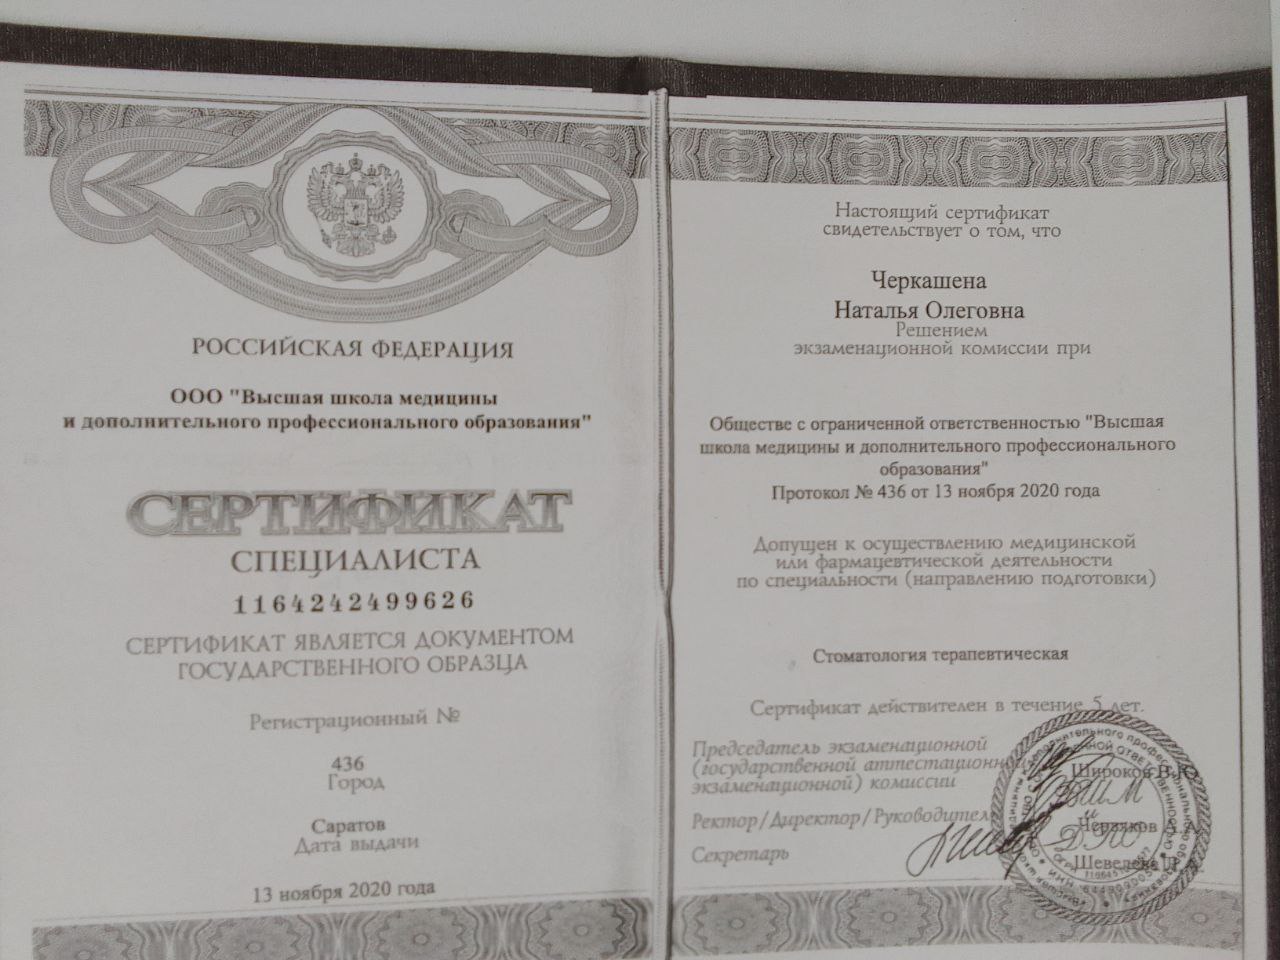 РОССИЙСКАЯ ФЕДЕРАЦИЯ
ООО "Высшая школа медицины
и дополнительного профессионального образования"
СЕРТИФИКАТ
СПЕЦИАЛИСТА
1164242499626
СЕРТИФИКАТ ЯВЛЯЕТСЯ ДОКУМЕНТОМ
ГОСУДАРСТВЕННОГО ОБРАЗЦА
Регистрационный №
436
Город
Саратов
Дата выдачи
13 ноября 2020 года
Настоящий сертификат
свидетельствует о том, что
Черкашена
Наталья Олеговна
Решением
экзаменационной комиссии при
Обществе с ограниченной ответственностью "Высшая
школа медицины и дополнительного профессионального
образования"
Протокол № 436 от 13 ноября 2020 года
Допущен к осуществлению медицинской
или фармацевтической деятельности
по специальности (направлению подготовки)
Стоматология терапевтическая
Сертификат действителен в течение 5 лет.
Председатель экзаменационной
(государственной аттестационной
экзаменационной) комиссии
Широков В.Ю
Ректор/Директор/Руководитель
Червяков А.А
Секретарь
Шевелева
ВШМ
и
ДПО